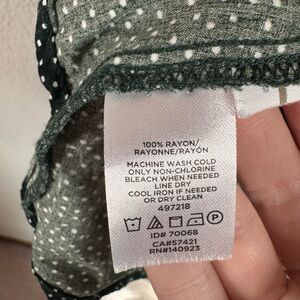 100% RAYON/
RAYONNE/RAYÓN
MACHINE WASH COLD
ONLY NON-CHLORINE
BLEACH WHEN NEEDED
LINE DRY
COOL IRON IF NEEDED
OR DRY CLEAN
497218
P
ID# 70068
CA#57421
RN#140923